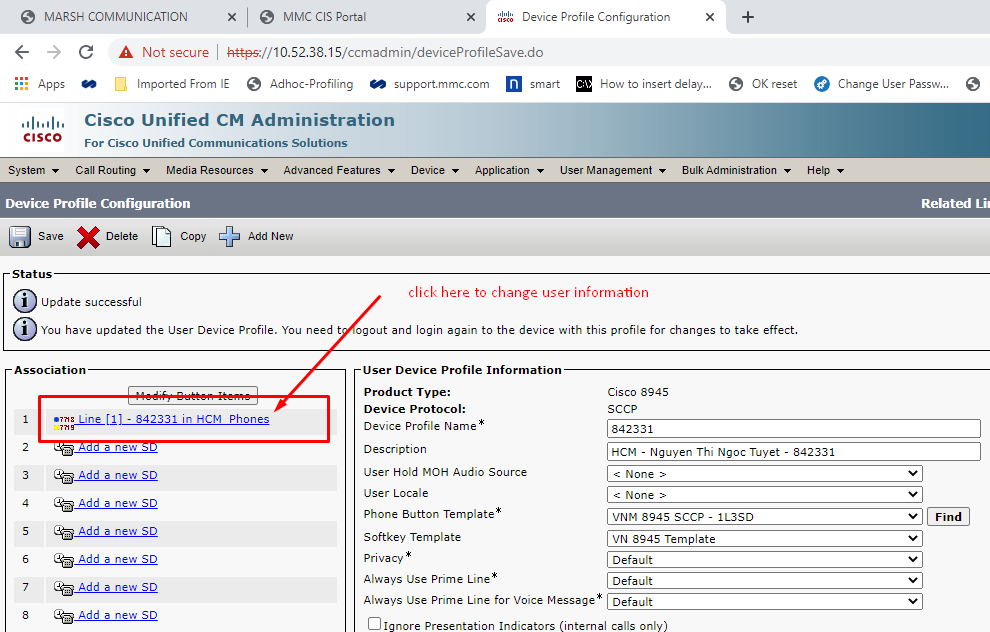 MARSH COMMUNICATION
MMC CIS Portal
Device Profile Configuration
Not secure https://10.52.38.15/ccmadmin/deviceProfileSave.do
Apps Imported From IE Adhoc-Profiling support.mmc.com n smart C:\ How to insert delay... OK reset Change User Passw...
CISCO
Cisco Unified CM Administration
For Cisco Unified Communications Solutions
System Call Routing Media Resources Advanced Features Device Application User Management Bulk Administration Help
Device Profile Configuration Related Li
Save Delete Copy Add New
Status
click here to change user information
Update successful
You have updated the User Device Profile. You need to logout and login again to the device with this profile for changes to take effect.
Association
Modify Button Items
1 Line [1] - 842331 in HCM_Phones
2 Add a new SD
3 Add a new SD
4 Add a new SD
5 Add a new SD
6 Add a new SD
7 Add a new SD
8 Add a new SD
User Device Profile Information
Product Type: Cisco 8945
Device Protocol: SCCP
Device Profile Name* 842331
Description HCM - Nguyen Thi Ngoc Tuyet - 842331
User Hold MOH Audio Source < None >
User Locale < None >
Phone Button Template* VNM 8945 SCCP - 1L3SD Find
Softkey Template VN 8945 Template
Privacy* Default
Always Use Prime Line* Default
Always Use Prime Line for Voice Message* Default
Ignore Presentation Indicators (internal calls only)